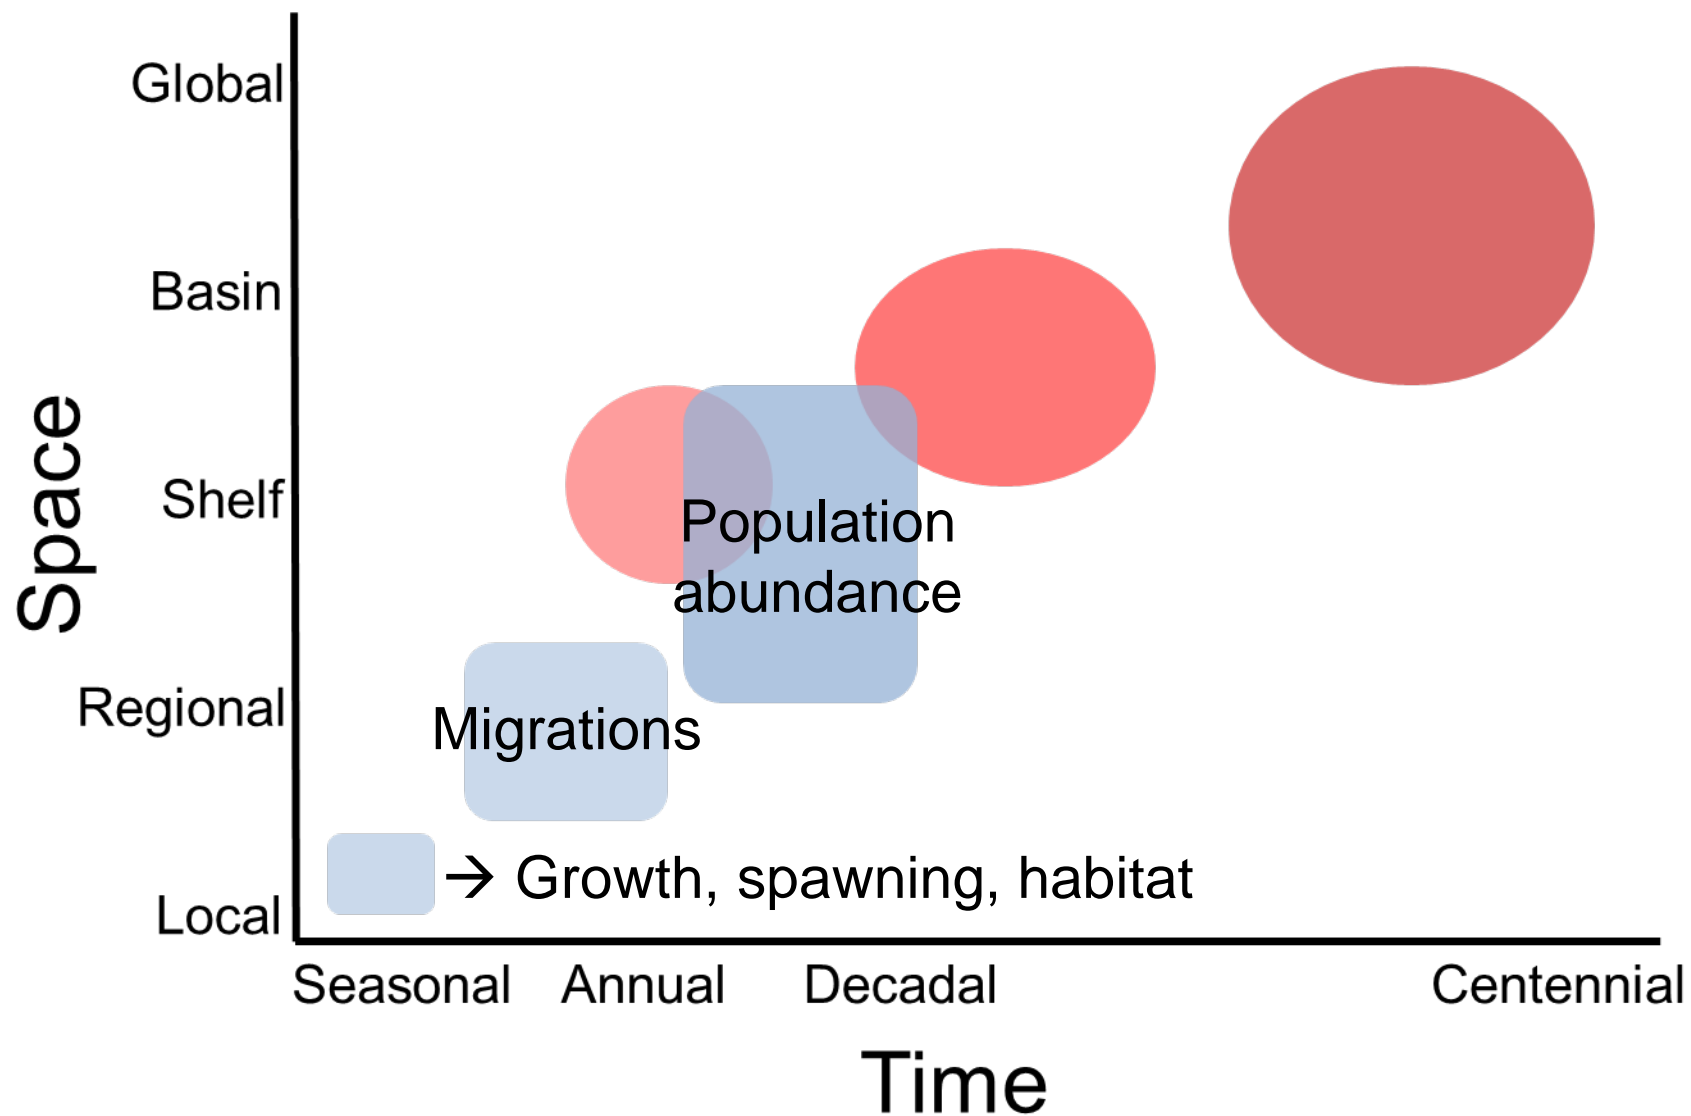 Global
Basin
Shelf
Regional
Local
Space
Population
abundance
Migrations
→ Growth, spawning, habitat
Seasonal Annual Decadal Centennial
Time